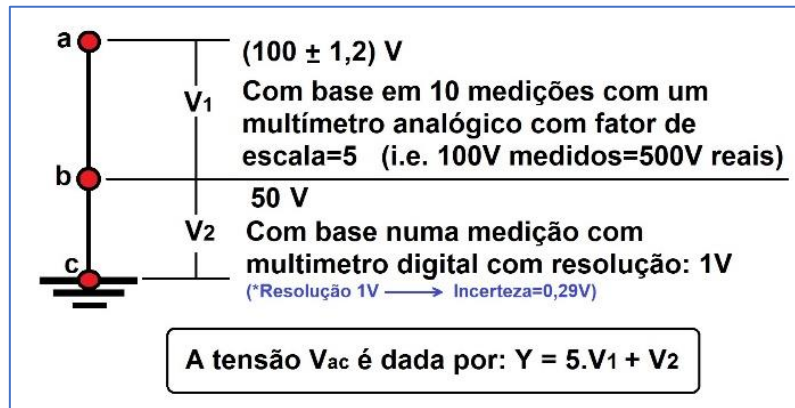 a
(100 ± 1,2) V
V1
Com base em 10 medições com um
multímetro analógico com fator de
escala=5 (i.e. 100V medidos=500V reais)
b
50 V
V2
Com base numa medição com
multimetro digital com resolução: 1V
c
(*Resolução 1V ⟶ Incerteza=0,29V)
A tensão Vac é dada por: Y = 5.V1 + V2